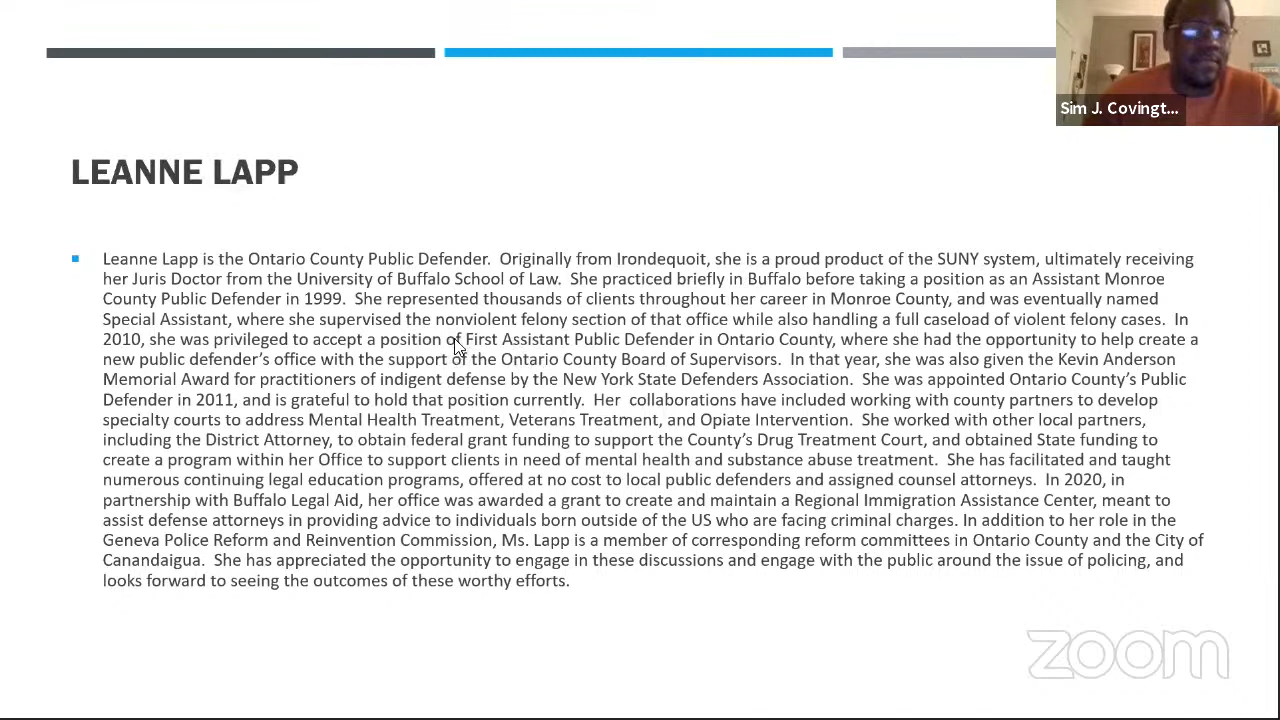 Sim J. Covingt...
LEANNE LAPP
Leanne Lapp is the Ontario County Public Defender.  Originally from Irondequoit, she is a proud product of the SUNY system, ultimately receiving
her Juris Doctor from the University of Buffalo School of Law.  She practiced briefly in Buffalo before taking a position as an Assistant Monroe
County Public Defender in 1999.  She represented thousands of clients throughout her career in Monroe County, and was eventually named
Special Assistant, where she supervised the nonviolent felony section of that office while also handling a full caseload of violent felony cases.  In
2010, she was privileged to accept a position of First Assistant Public Defender in Ontario County, where she had the opportunity to help create a
new public defender’s office with the support of the Ontario County Board of Supervisors.  In that year, she was also given the Kevin Anderson
Memorial Award for practitioners of indigent defense by the New York State Defenders Association.  She was appointed Ontario County’s Public
Defender in 2011, and is grateful to hold that position currently.  Her  collaborations have included working with county partners to develop
specialty courts to address Mental Health Treatment, Veterans Treatment, and Opiate Intervention.  She worked with other local partners,
including the District Attorney, to obtain federal grant funding to support the County’s Drug Treatment Court, and obtained State funding to
create a program within her Office to support clients in need of mental health and substance abuse treatment.  She has facilitated and taught
numerous continuing legal education programs, offered at no cost to local public defenders and assigned counsel attorneys.  In 2020, in
partnership with Buffalo Legal Aid, her office was awarded a grant to create and maintain a Regional Immigration Assistance Center, meant to
assist defense attorneys in providing advice to individuals born outside of the US who are facing criminal charges. In addition to her role in the
Geneva Police Reform and Reinvention Commission, Ms. Lapp is a member of corresponding reform committees in Ontario County and the City of
Canandaigua.  She has appreciated the opportunity to engage in these discussions and engage with the public around the issue of policing, and
looks forward to seeing the outcomes of these worthy efforts.
zoom